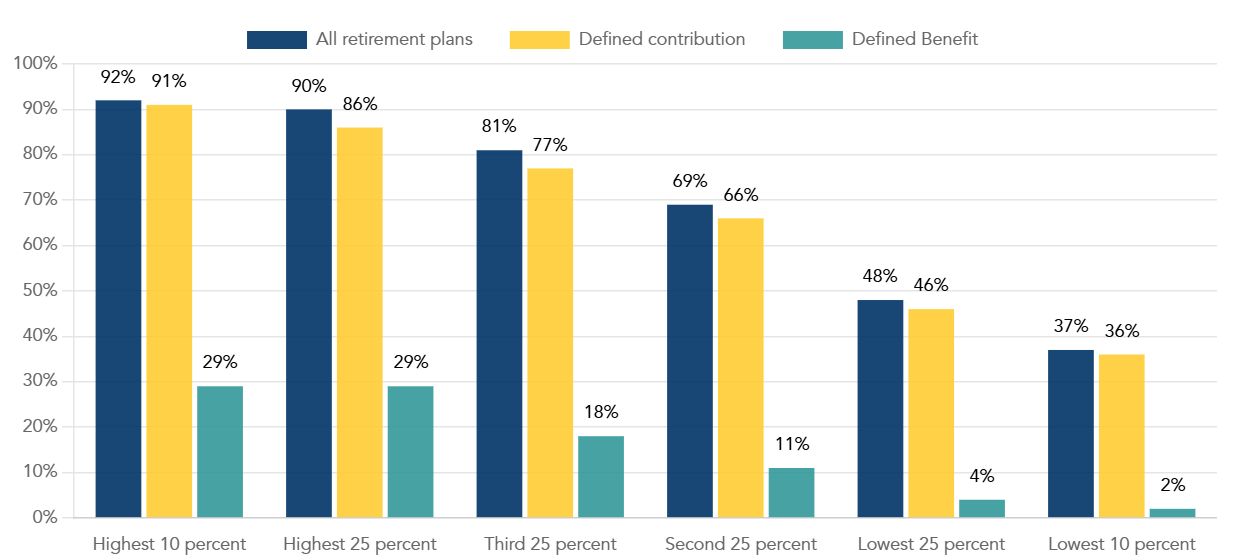 All retirement plans Defined contribution Defined Benefit
100%
92% 91% 90% 86% 81% 77% 69% 66% 48% 46% 37% 36%
90%
80%
70%
60%
50%
40%
29% 29% 18% 11% 4% 2%
30%
20%
10%
0%
Highest 10 percent Highest 25 percent Third 25 percent Second 25 percent Lowest 25 percent Lowest 10 percent